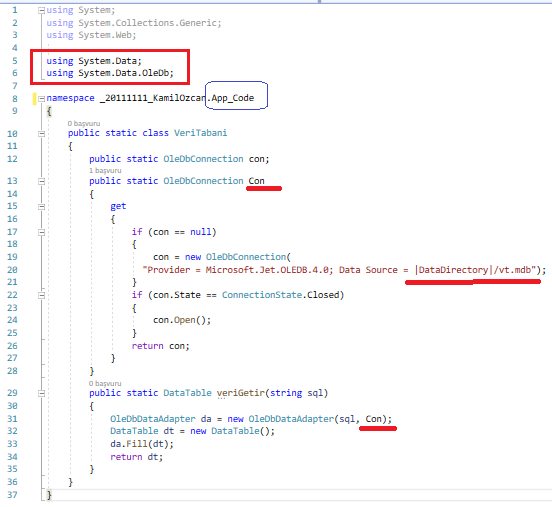 1 using System;
2 using System.Collections.Generic;
3 using System.Web;
4
5 using System.Data;
6 using System.Data.OleDb;
7
8 namespace _20111111_KamilOzcan.App_Code
9 {
0 başvuru
10 public static class VeriTabani
11 {
12 public static OleDbConnection con;
1 başvuru
13 public static OleDbConnection Con
14 {
15 get
16 {
17 if (con == null)
18 {
19 con = new OleDbConnection(
20 "Provider = Microsoft.Jet.OLEDB.4.0; Data Source = |DataDirectory|/vt.mdb");
21 }
22 if (con.State == ConnectionState.Closed)
23 {
24 con.Open();
25 }
26 return con;
27 }
28 }
0 başvuru
29 public static DataTable veriGetir(string sql)
30 {
31 OleDbDataAdapter da = new OleDbDataAdapter(sql, Con);
32 DataTable dt = new DataTable();
33 da.Fill(dt);
34 return dt;
35 }
36 }
37 }